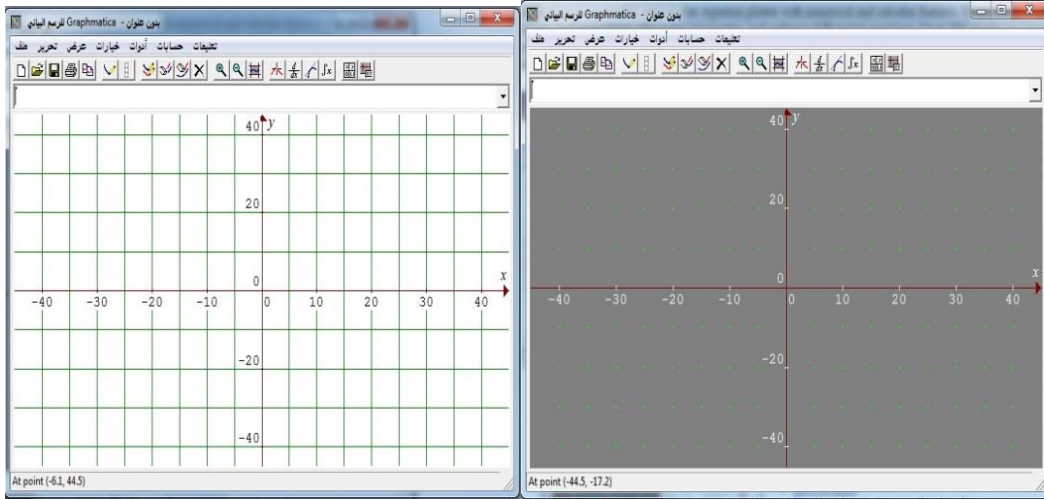 بدون عنوان - Graphmatica للرسم البياني
ملف تحرير عرض خيارات أدوات حسابات تعليمات
40 y
20
0
x
-40 -30 -20 -10 0 10 20 30 40
-20
-40
At point (-6.1, 44.5)
بدون عنوان - Graphmatica للرسم البياني
ملف تحرير عرض خيارات أدوات حسابات تعليمات
40 y
20
0
x
-40 -30 -20 -10 0 10 20 30 40
-20
-40
At point (-44.5, -17.2)